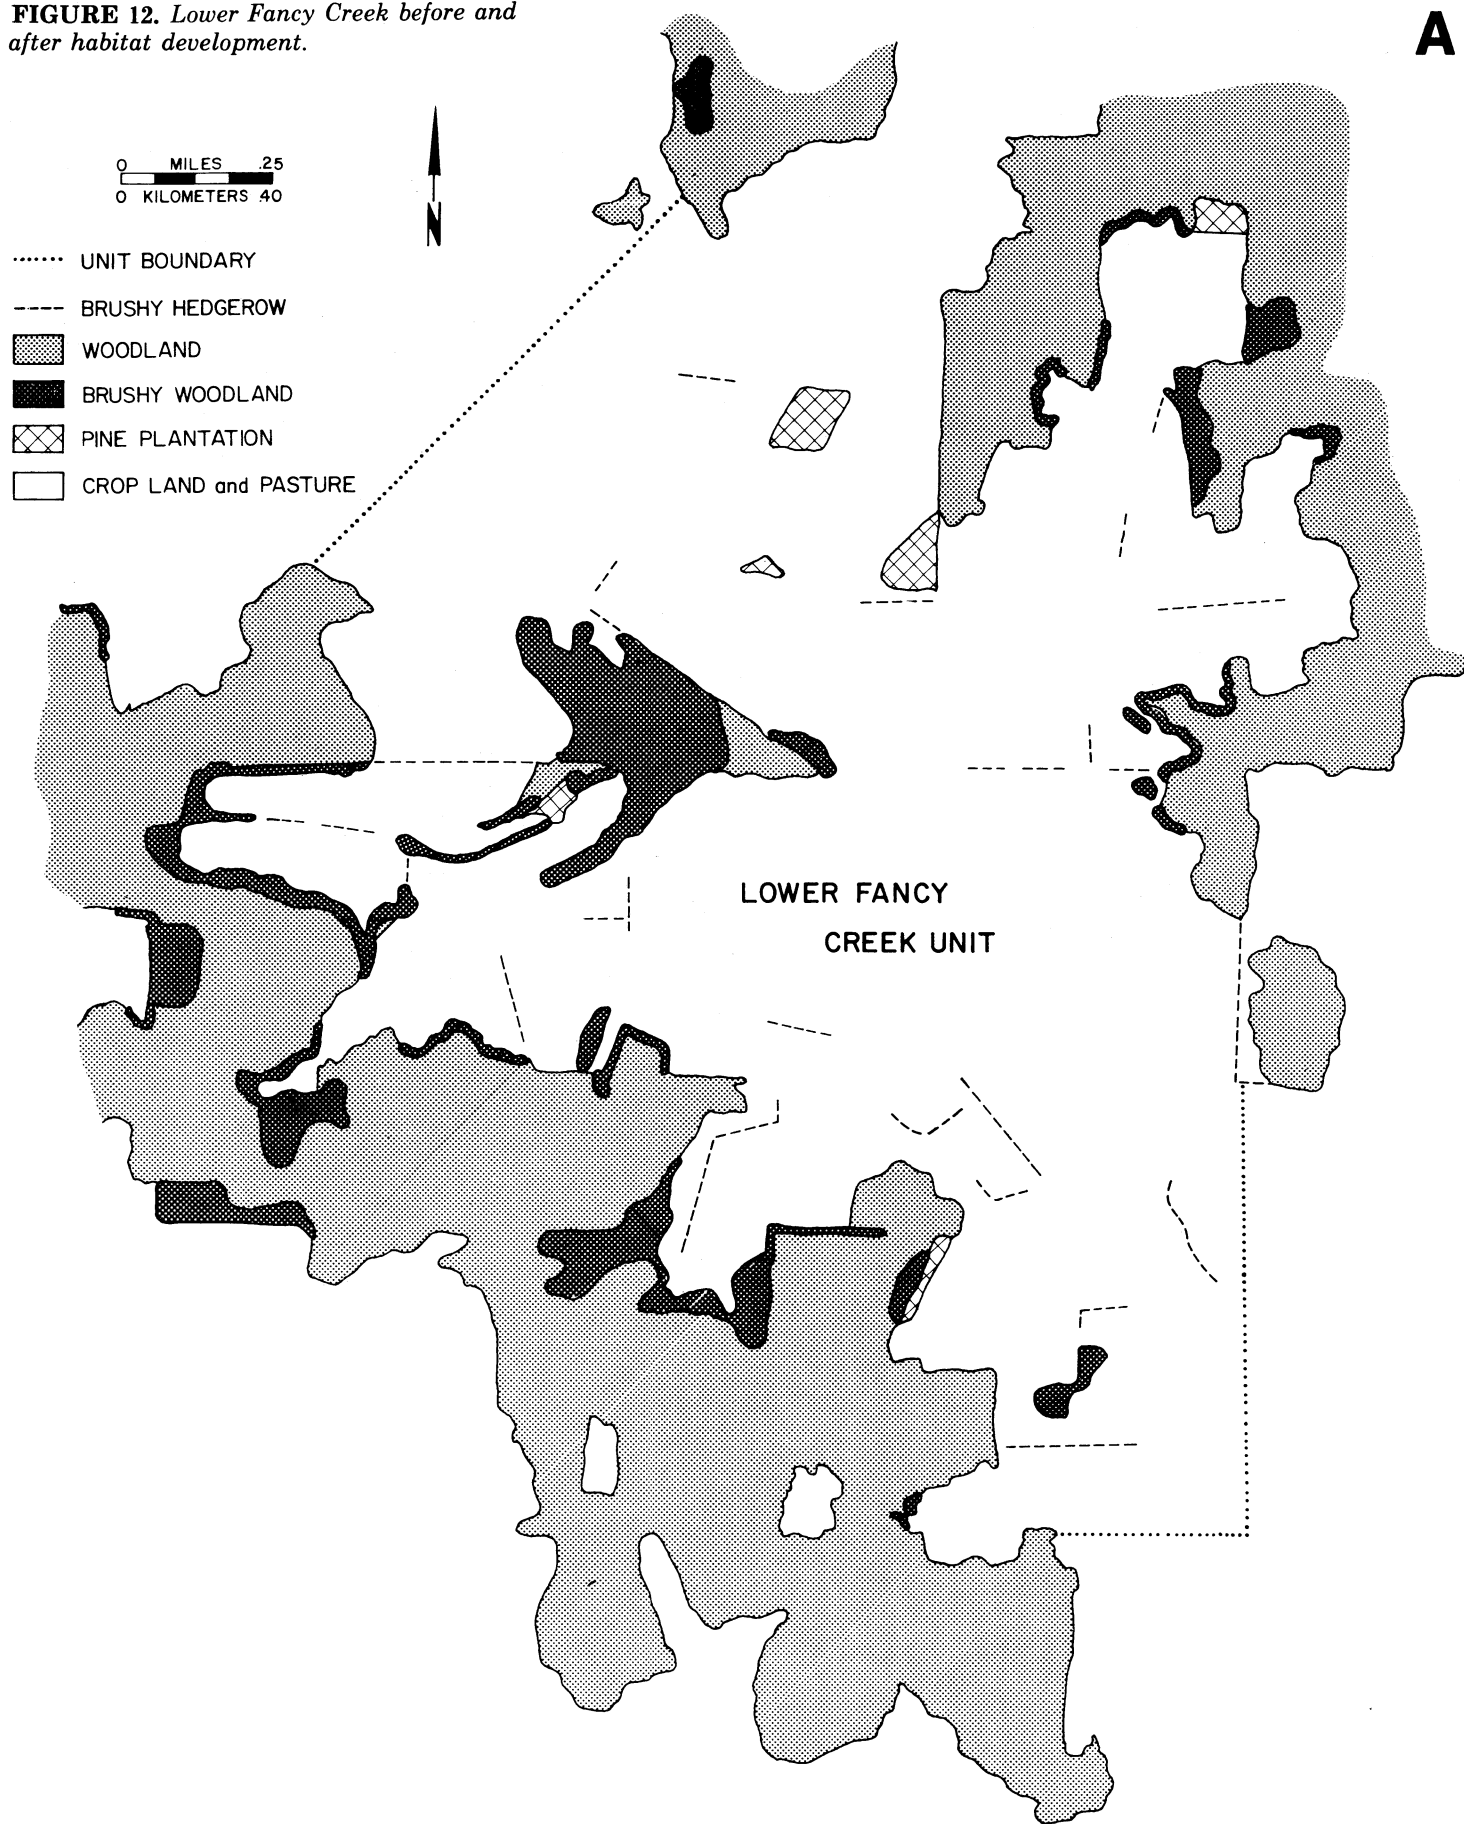 FIGURE 12. Lower Fancy Creek before and
after habitat development.
A
0 MILES .25
0 KILOMETERS .40
N
UNIT BOUNDARY
BRUSHY HEDGEROW
WOODLAND
BRUSHY WOODLAND
PINE PLANTATION
CROP LAND and PASTURE
LOWER FANCY
CREEK UNIT